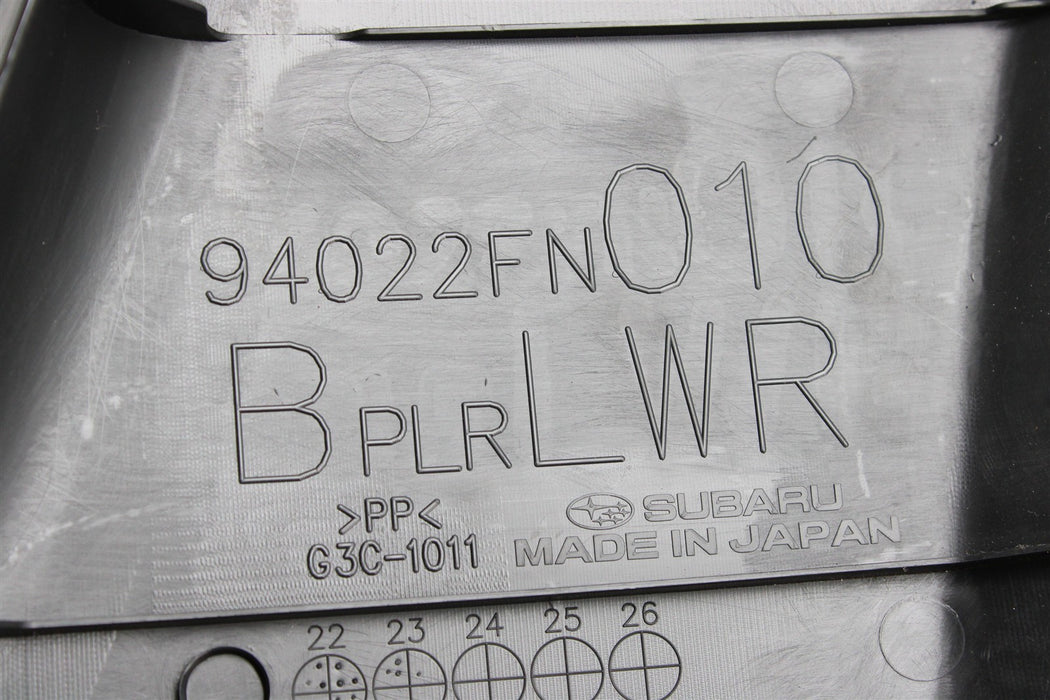 94022FN010
BPLRLWR
>PP<
G3C-1011
SUBARU
MADE IN JAPAN
22 23 24 25 26